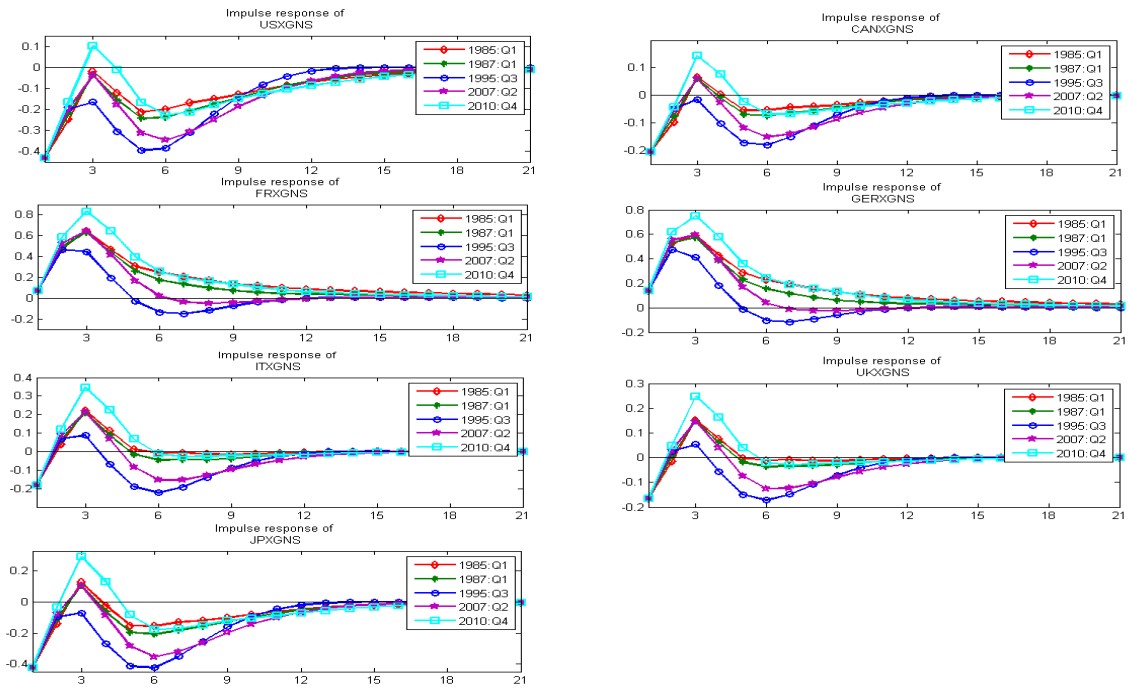 Impulse response of
USXGNS
0.1
0
-0.1
-0.2
-0.3
-0.4
3 6 9 12 15 18 21
1985:Q1
1987:Q1
1995:Q3
2007:Q2
2010:Q4
Impulse response of
CANXGNS
0.1
0
-0.1
-0.2
3 6 9 12 15 18 21
1985:Q1
1987:Q1
1995:Q3
2007:Q2
2010:Q4
Impulse response of
FRXGNS
0.8
0.6
0.4
0.2
0
-0.2
3 6 9 12 15 18 21
1985:Q1
1987:Q1
1995:Q3
2007:Q2
2010:Q4
Impulse response of
GERXGNS
0.8
0.6
0.4
0.2
0
-0.2
3 6 9 12 15 18 21
1985:Q1
1987:Q1
1995:Q3
2007:Q2
2010:Q4
Impulse response of
ITXGNS
0.4
0.3
0.2
0.1
0
-0.1
-0.2
3 6 9 12 15 18 21
1985:Q1
1987:Q1
1995:Q3
2007:Q2
2010:Q4
Impulse response of
UKXGNS
0.3
0.2
0.1
0
-0.1
-0.2
3 6 9 12 15 18 21
1985:Q1
1987:Q1
1995:Q3
2007:Q2
2010:Q4
Impulse response of
JPXGNS
0.2
0
-0.2
-0.4
3 6 9 12 15 18 21
1985:Q1
1987:Q1
1995:Q3
2007:Q2
2010:Q4